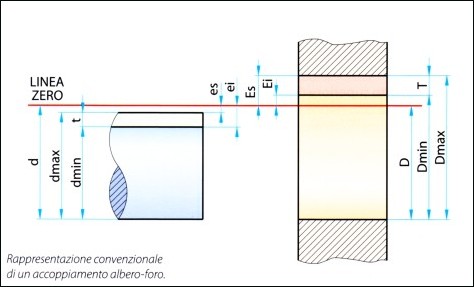 LINEA
ZERO
d
dmax
dmin
t
es
ei
Es
Ei
D
Dmin
Dmax
T
Rappresentazione convenzionale
di un accoppiamento albero-foro.